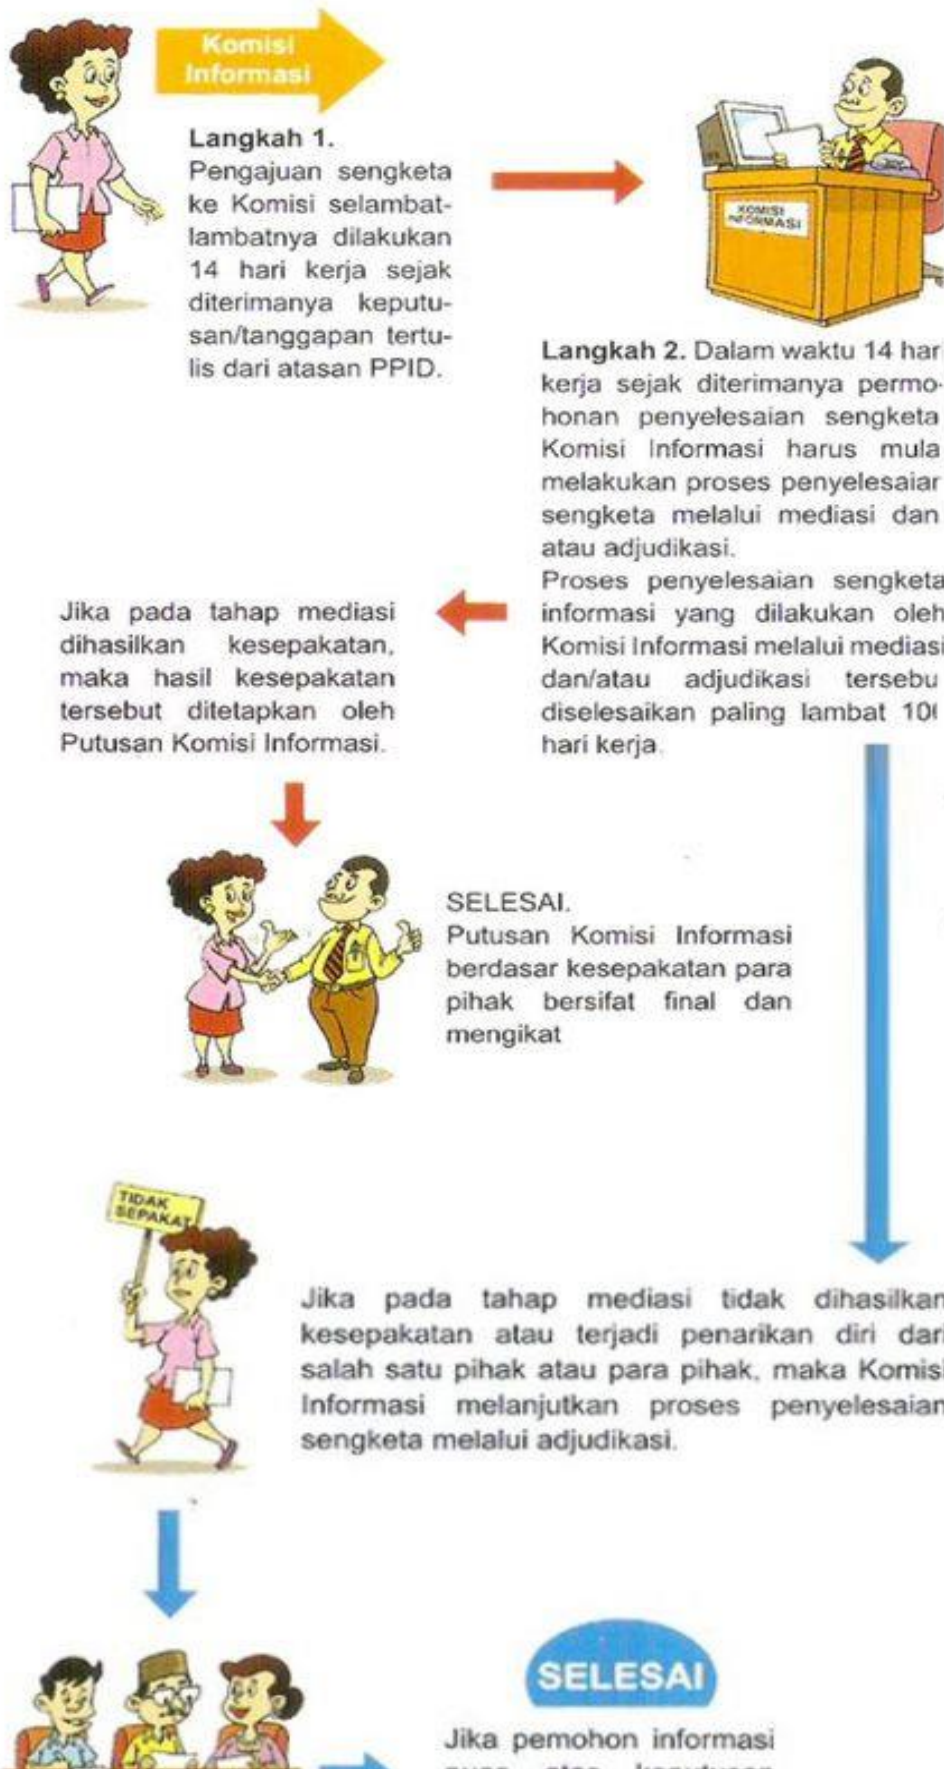 Komisi
Informasi
Langkah 1.
Pengajuan sengketa
ke Komisi selambat-
lambatnya dilakukan
14 hari kerja sejak
diterimanya keputu-
san/tanggapan tertu-
lis dari atasan PPID.
KOMISI
INFORMASI
Langkah 2. Dalam waktu 14 hari
kerja sejak diterimanya permo-
honan penyelesaian sengketa
Komisi Informasi harus mula
melakukan proses penyelesaian
sengketa melalui mediasi dan
atau adjudikasi.
Proses penyelesaian sengketa
informasi yang dilakukan oleh
Komisi Informasi melalui mediasi
dan/atau adjudikasi tersebu
diselesaikan paling lambat 100
hari kerja.
Jika pada tahap mediasi
dihasilkan kesepakatan,
maka hasil kesepakatan
tersebut ditetapkan oleh
Putusan Komisi Informasi.
SELESAI.
Putusan Komisi Informasi
berdasar kesepakatan para
pihak bersifat final dan
mengikat
TIDAK
SEPAKAT
Jika pada tahap mediasi tidak dihasilkan
kesepakatan atau terjadi penarikan diri dari
salah satu pihak atau para pihak, maka Komisi
Informasi melanjutkan proses penyelesaian
sengketa melalui adjudikasi.
SELESAI
Jika pemohon informasi